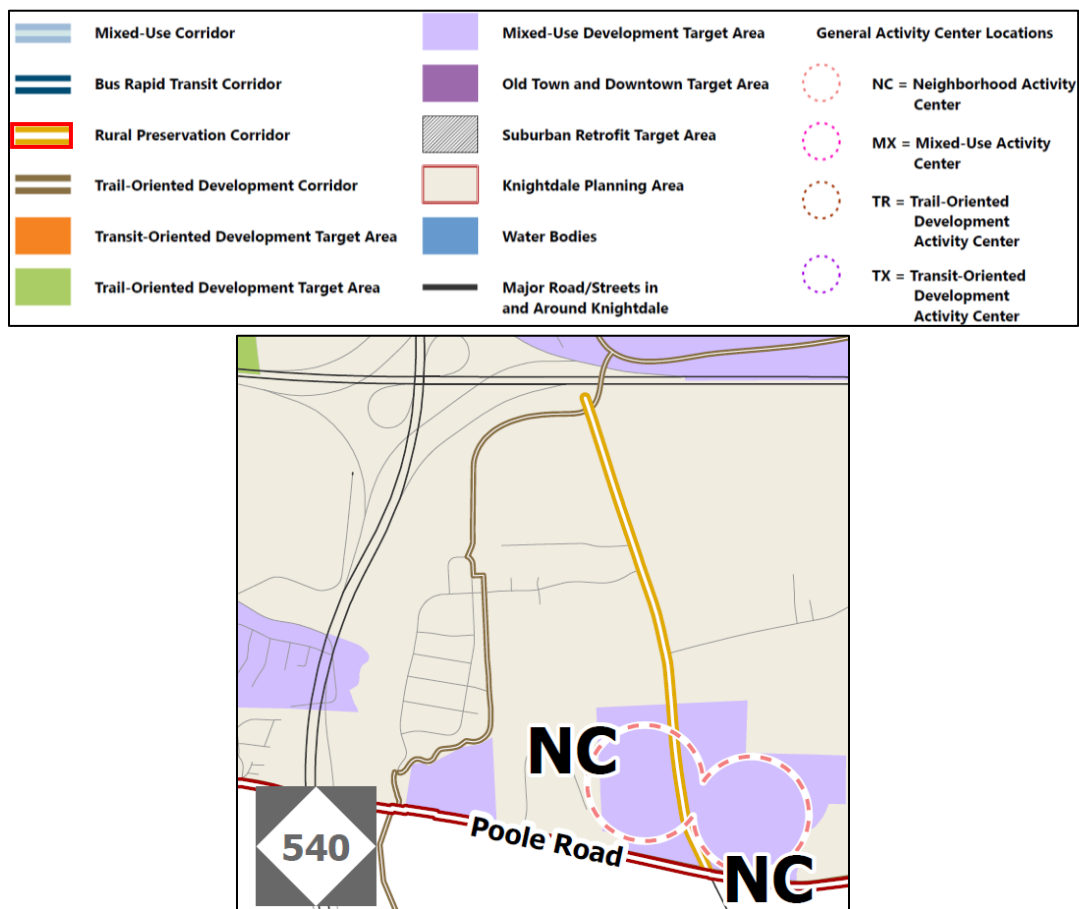 Mixed-Use Corridor
Bus Rapid Transit Corridor
Rural Preservation Corridor
Trail-Oriented Development Corridor
Transit-Oriented Development Target Area
Trail-Oriented Development Target Area
Mixed-Use Development Target Area
Old Town and Downtown Target Area
Suburban Retrofit Target Area
Knightdale Planning Area
Water Bodies
Major Road/Streets in
and Around Knightdale
General Activity Center Locations
NC = Neighborhood Activity
Center
MX = Mixed-Use Activity
Center
TR = Trail-Oriented
Development
Activity Center
TX = Transit-Oriented
Development
Activity Center
NC
Poole Road
540
NC